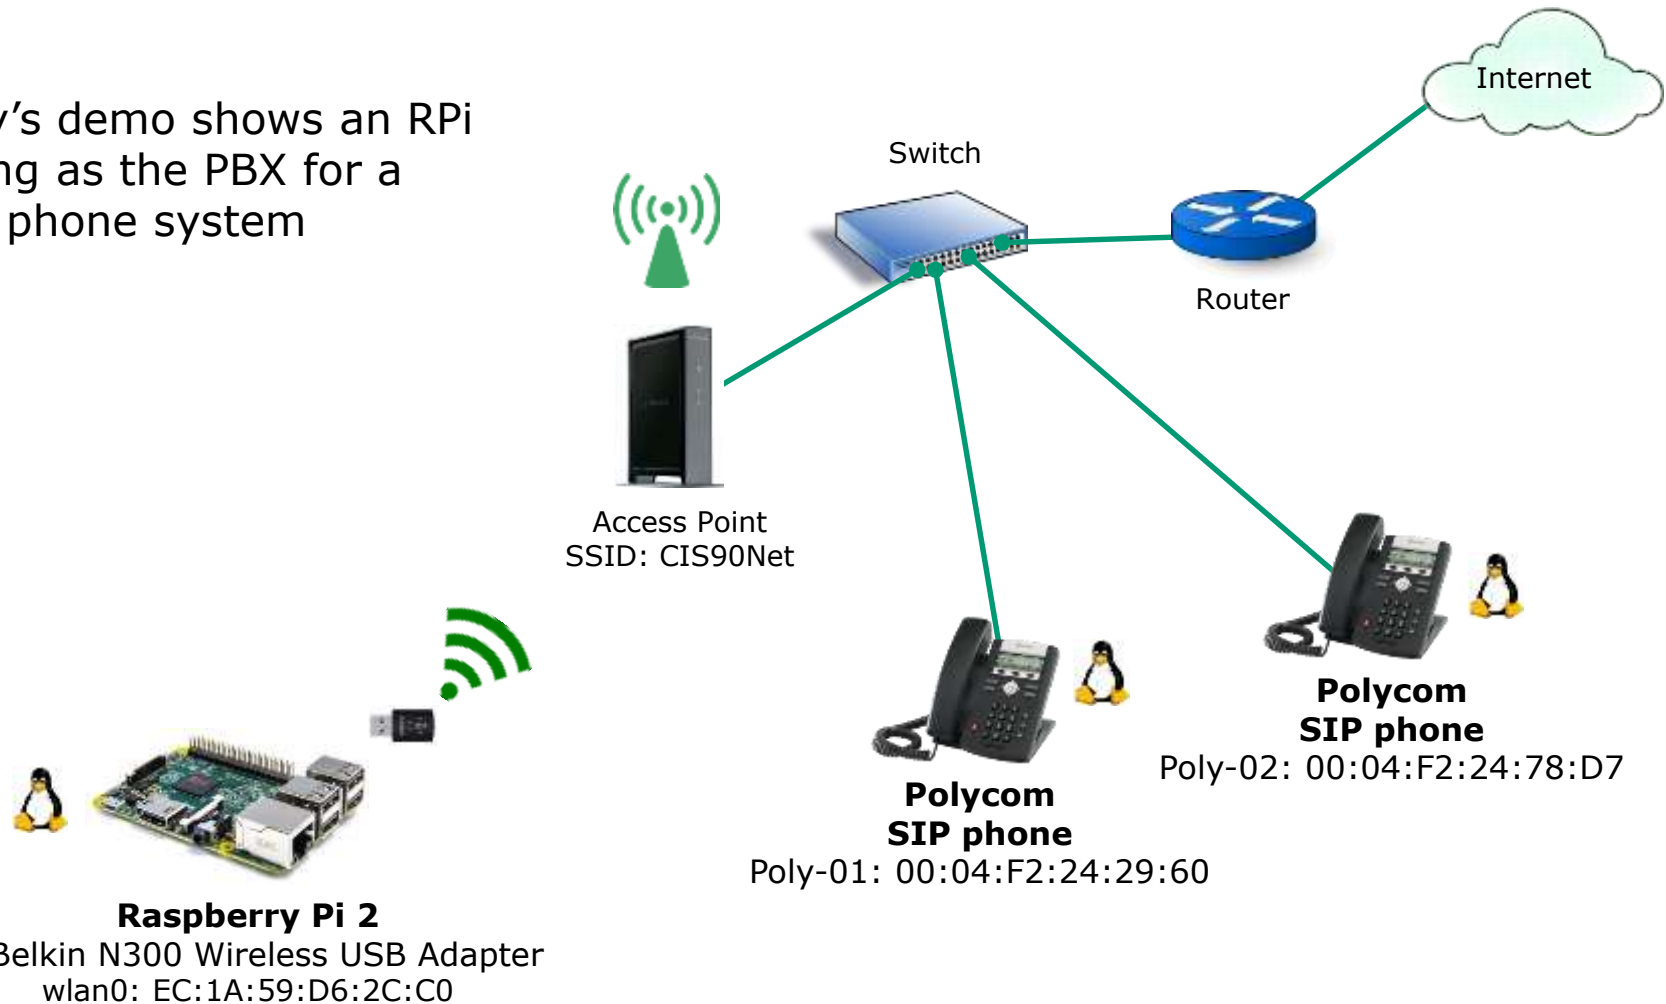 y’s demo shows an RPi
ng as the PBX for a
phone system
Internet
Switch
Router
Access Point
SSID: CIS90Net
Polycom
SIP phone
Poly-02: 00:04:F2:24:78:D7
Polycom
SIP phone
Poly-01: 00:04:F2:24:29:60
Raspberry Pi 2
Belkin N300 Wireless USB Adapter
wlan0: EC:1A:59:D6:2C:C0